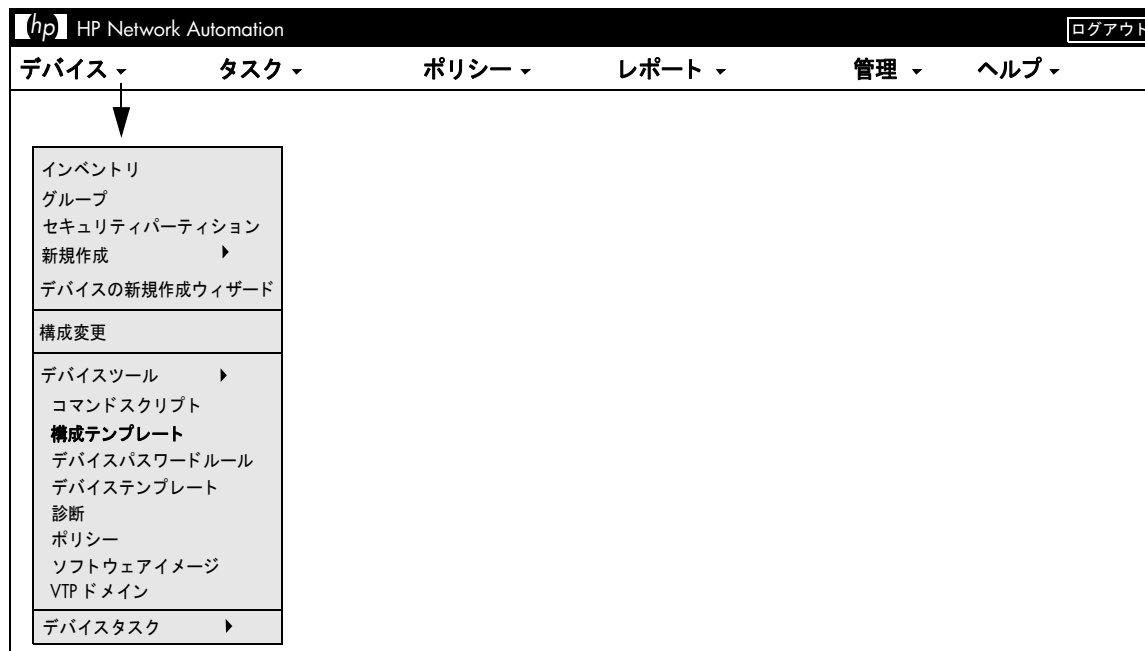 hp HP Network Automation ログアウト
デバイス タスク ポリシー レポート 管理 ヘルプ
インベントリ
グループ
セキュリティパーティション
新規作成
デバイスの新規作成ウィザード
構成変更
デバイスツール
コマンドスクリプト
構成テンプレート
デバイスパスワードルール
デバイステンプレート
診断
ポリシー
ソフトウェアイメージ
VTP ドメイン
デバイスタスク